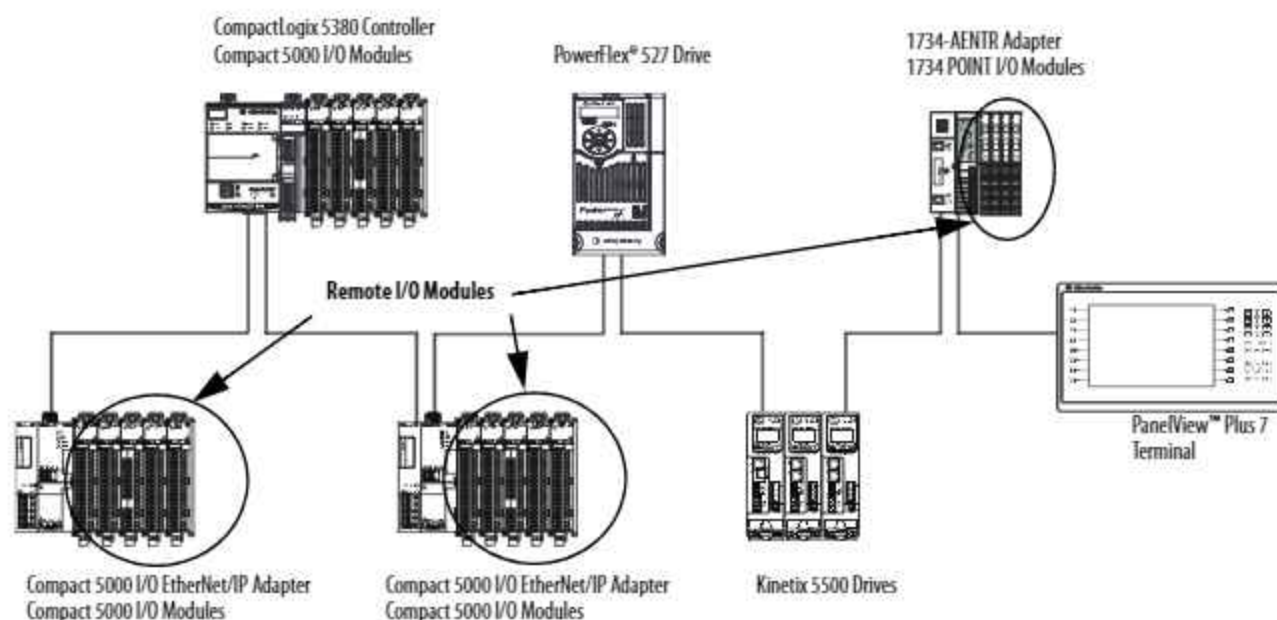 CompactLogix 5380 Controller
Compact 5000 I/O Modules
PowerFlex® 527 Drive
1734-AENTR Adapter
1734 POINT I/O Modules
Remote I/O Modules
PanelView™ Plus 7
Terminal
Compact 5000 I/O EtherNet/IP Adapter
Compact 5000 I/O Modules
Compact 5000 I/O EtherNet/IP Adapter
Compact 5000 I/O Modules
Kinetix 5500 Drives